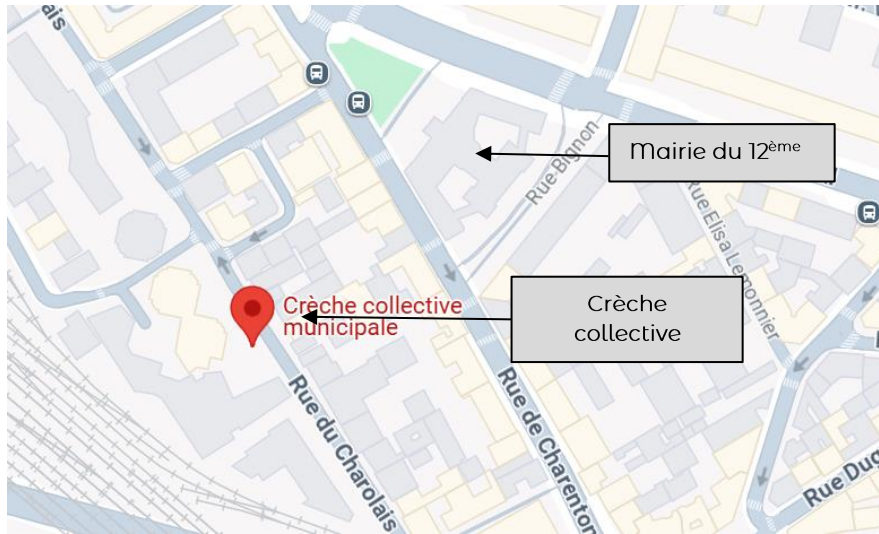 ais
Mairie du 12ème
Rue Bignon
Rue Elisa Lemonnier
Crèche
collective
Crèche collective
municipale
Rue du Charolais
Rue de Charenton
Rue Dug